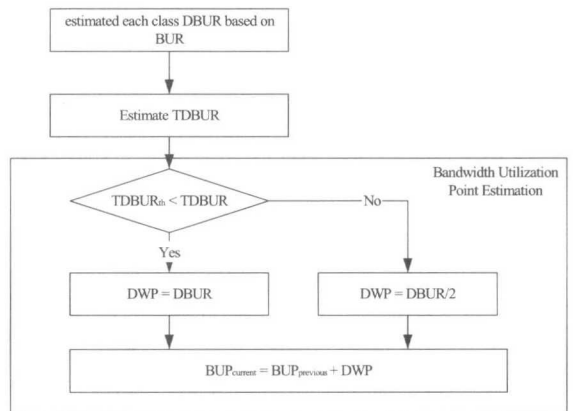 estimated each class DBUR based on
BUR
Estimate TDBUR
Bandwidth Utilization
Point Estimation
TDBURth < TDBUR
No
Yes
DWP = DBUR
DWP = DBUR/2
BUPcurrent = BUPprevious + DWP